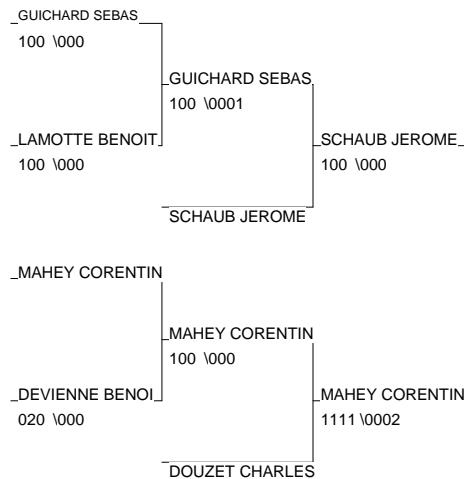 GUICHARD SEBAS
100 \000
GUICHARD SEBAS
100 \0001
LAMOTTE BENOIT
100 \000
SCHAUB JEROME
100 \000
SCHAUB JEROME
MAHEY CORENTIN
MAHEY CORENTIN
100 \000
DEVIENNE BENOI
020 \000
MAHEY CORENTIN
1111 \0002
DOUZET CHARLES